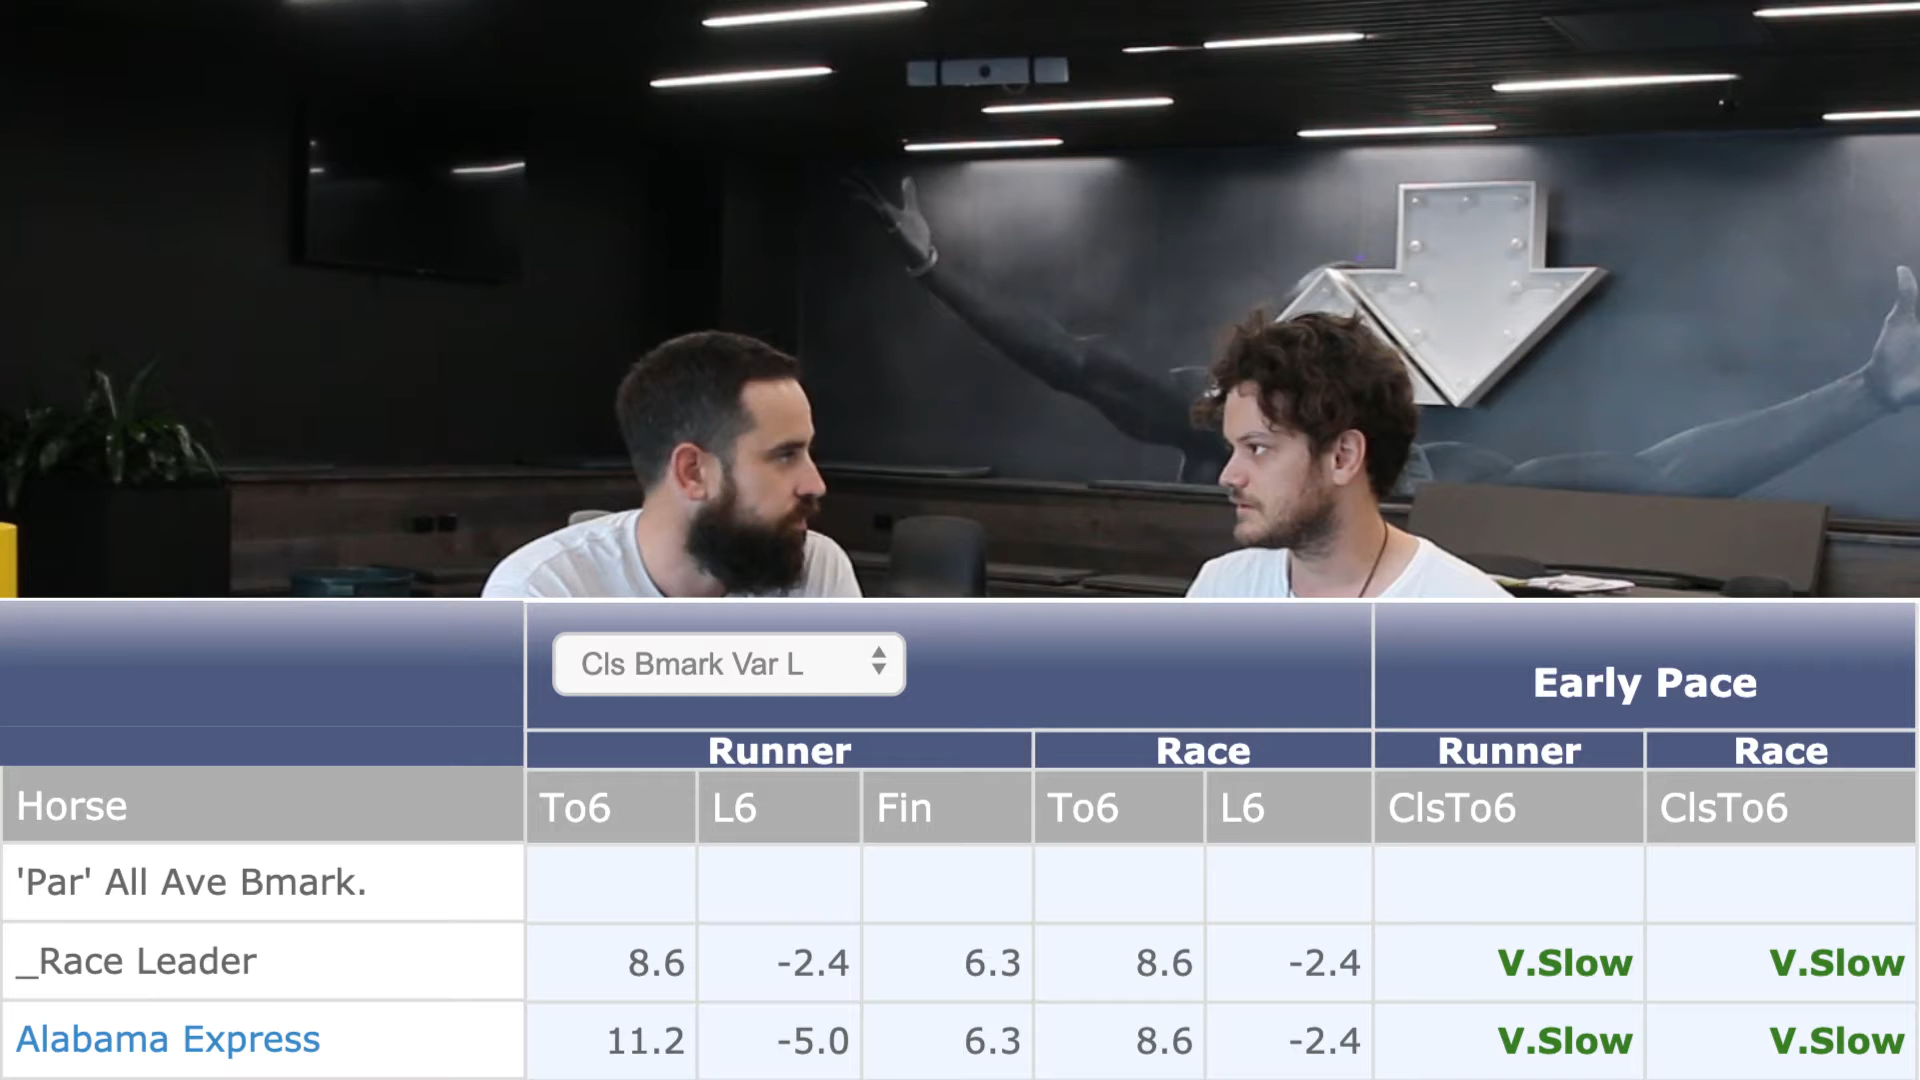 Cls Bmark Var L
Early Pace
Runner Race Runner Race
Horse To6 L6 Fin To6 L6 ClsTo6 ClsTo6
'Par' All Ave Bmark.
_Race Leader 8.6 -2.4 6.3 8.6 -2.4 V.Slow V.Slow
Alabama Express 11.2 -5.0 6.3 8.6 -2.4 V.Slow V.Slow